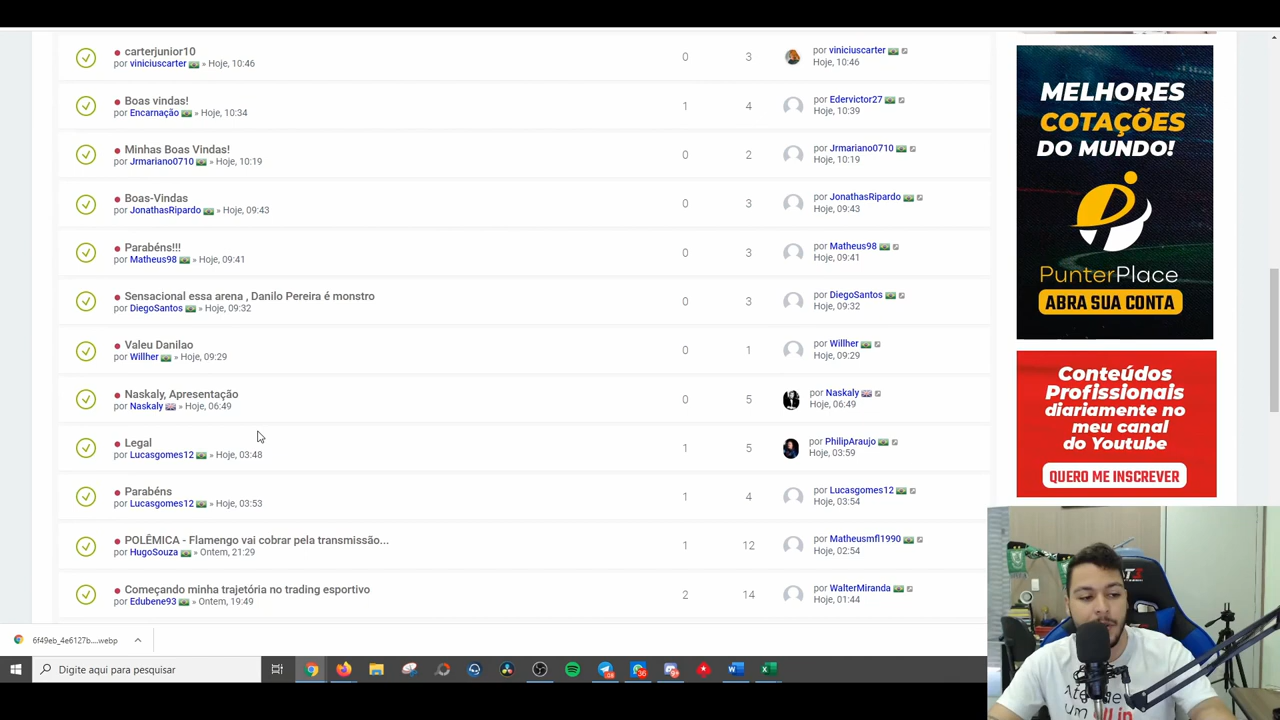 carterjunior10
por viniciuscarter » Hoje, 10:46
0 3
por viniciuscarter
Hoje, 10:46
Boas vindas!
por Encarnação » Hoje, 10:34
1 4
por Edervictor27
Hoje, 10:39
Minhas Boas Vindas!
por Jrmariano0710 » Hoje, 10:19
0 2
por Jrmariano0710
Hoje, 10:19
Boas-Vindas
por JonathasRipardo » Hoje, 09:43
0 3
por JonathasRipardo
Hoje, 09:43
Parabéns!!!
por Matheus98 » Hoje, 09:41
0 3
por Matheus98
Hoje, 09:41
Sensacional essa arena , Danilo Pereira é monstro
por DiegoSantos » Hoje, 09:32
0 3
por DiegoSantos
Hoje, 09:32
Valeu Danilao
por Willher » Hoje, 09:29
0 1
por Willher
Hoje, 09:29
Naskaly, Apresentação
por Naskaly » Hoje, 06:49
0 5
por Naskaly
Hoje, 06:49
Legal
por Lucasgomes12 » Hoje, 03:48
1 5
por PhilipAraujo
Hoje, 03:59
Parabéns
por Lucasgomes12 » Hoje, 03:53
1 4
por Lucasgomes12
Hoje, 03:54
POLÊMICA - Flamengo vai cobrar pela transmissão...
por HugoSouza » Ontem, 21:29
1 12
por Matheusmfl1990
Hoje, 02:54
Começando minha trajetória no trading esportivo
por Edubene93 » Ontem, 19:49
2 14
por WalterMiranda
Hoje, 01:44
MELHORES
COTAÇÕES
DO MUNDO!
PunterPlace
ABRA SUA CONTA
Conteúdos
Profissionais
diariamente no
meu canal
do Youtube
QUERO ME INSCREVER
6f49eb_4e6127b....webp
Digite aqui para pesquisar